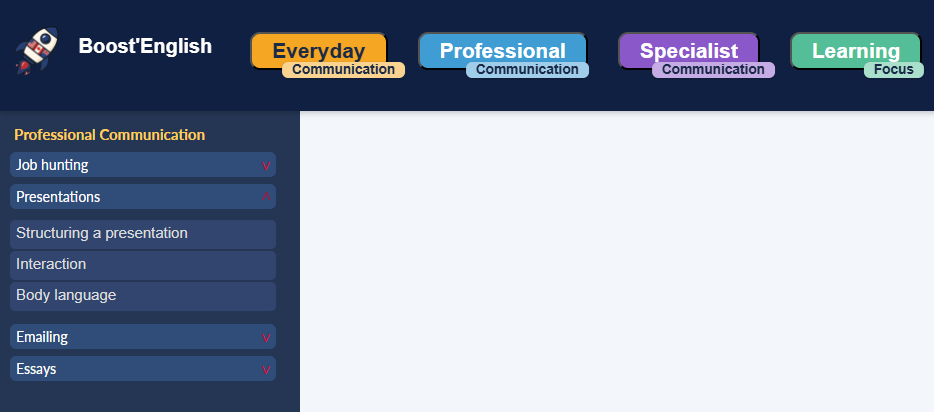 Boost'English
Everyday
Communication
Professional
Communication
Specialist
Communication
Learning
Focus
Professional Communication
Job hunting
Presentations
Structuring a presentation
Interaction
Body language
Emailing
Essays